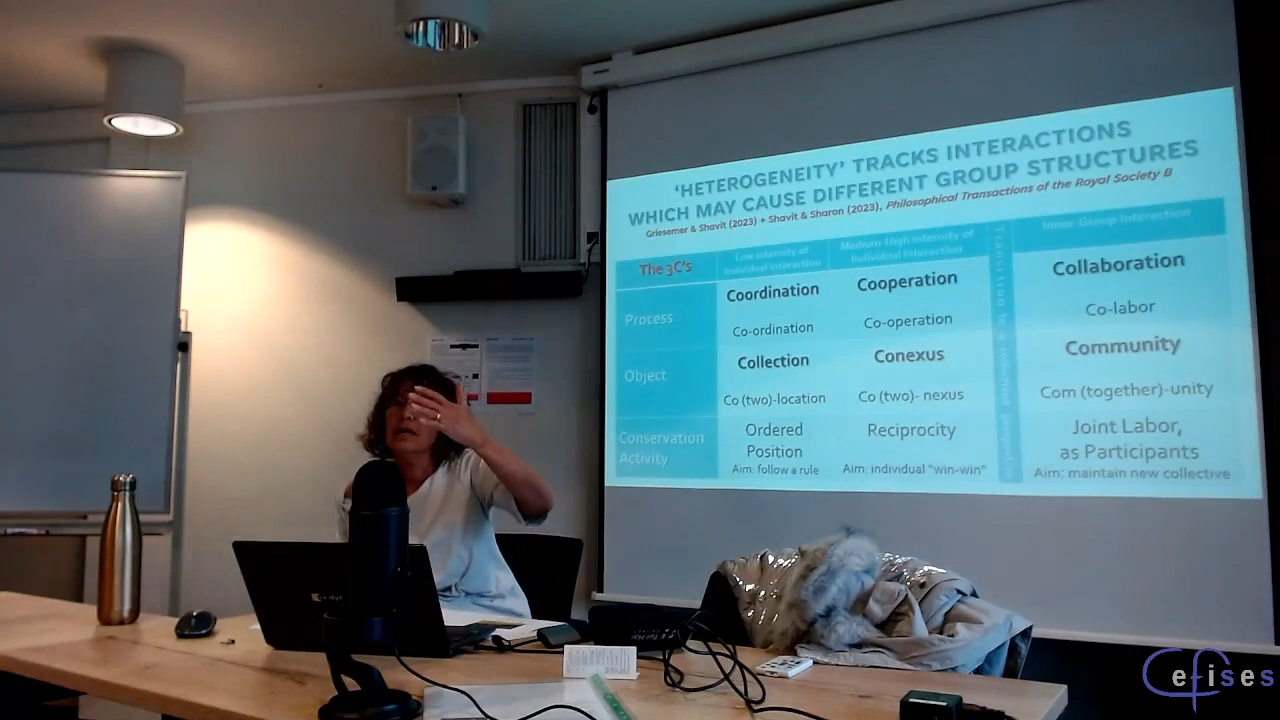 ‘HETEROGENEITY’ TRACKS INTERACTIONS
WHICH MAY CAUSE DIFFERENT GROUP STRUCTURES
Griesemer & Shavit (2023) + Shavit & Sharon (2023), Philosophical Transactions of the Royal Society B
The 3C's
Low intensity of
Individual Interaction
Medium-High Intensity of
Individual Interaction
Inner-Group Interaction
Process
Coordination
Co-ordination
Cooperation
Co-operation
Collaboration
Co-labor
Object
Collection
Co (two)-location
Conexus
Co (two)- nexus
Community
Com (together)-unity
Conservation
Activity
Ordered
Position
Aim: follow a rule
Reciprocity
Aim: individual “win-win”
Joint Labor,
as Participants
Aim: maintain new collective
Cefises